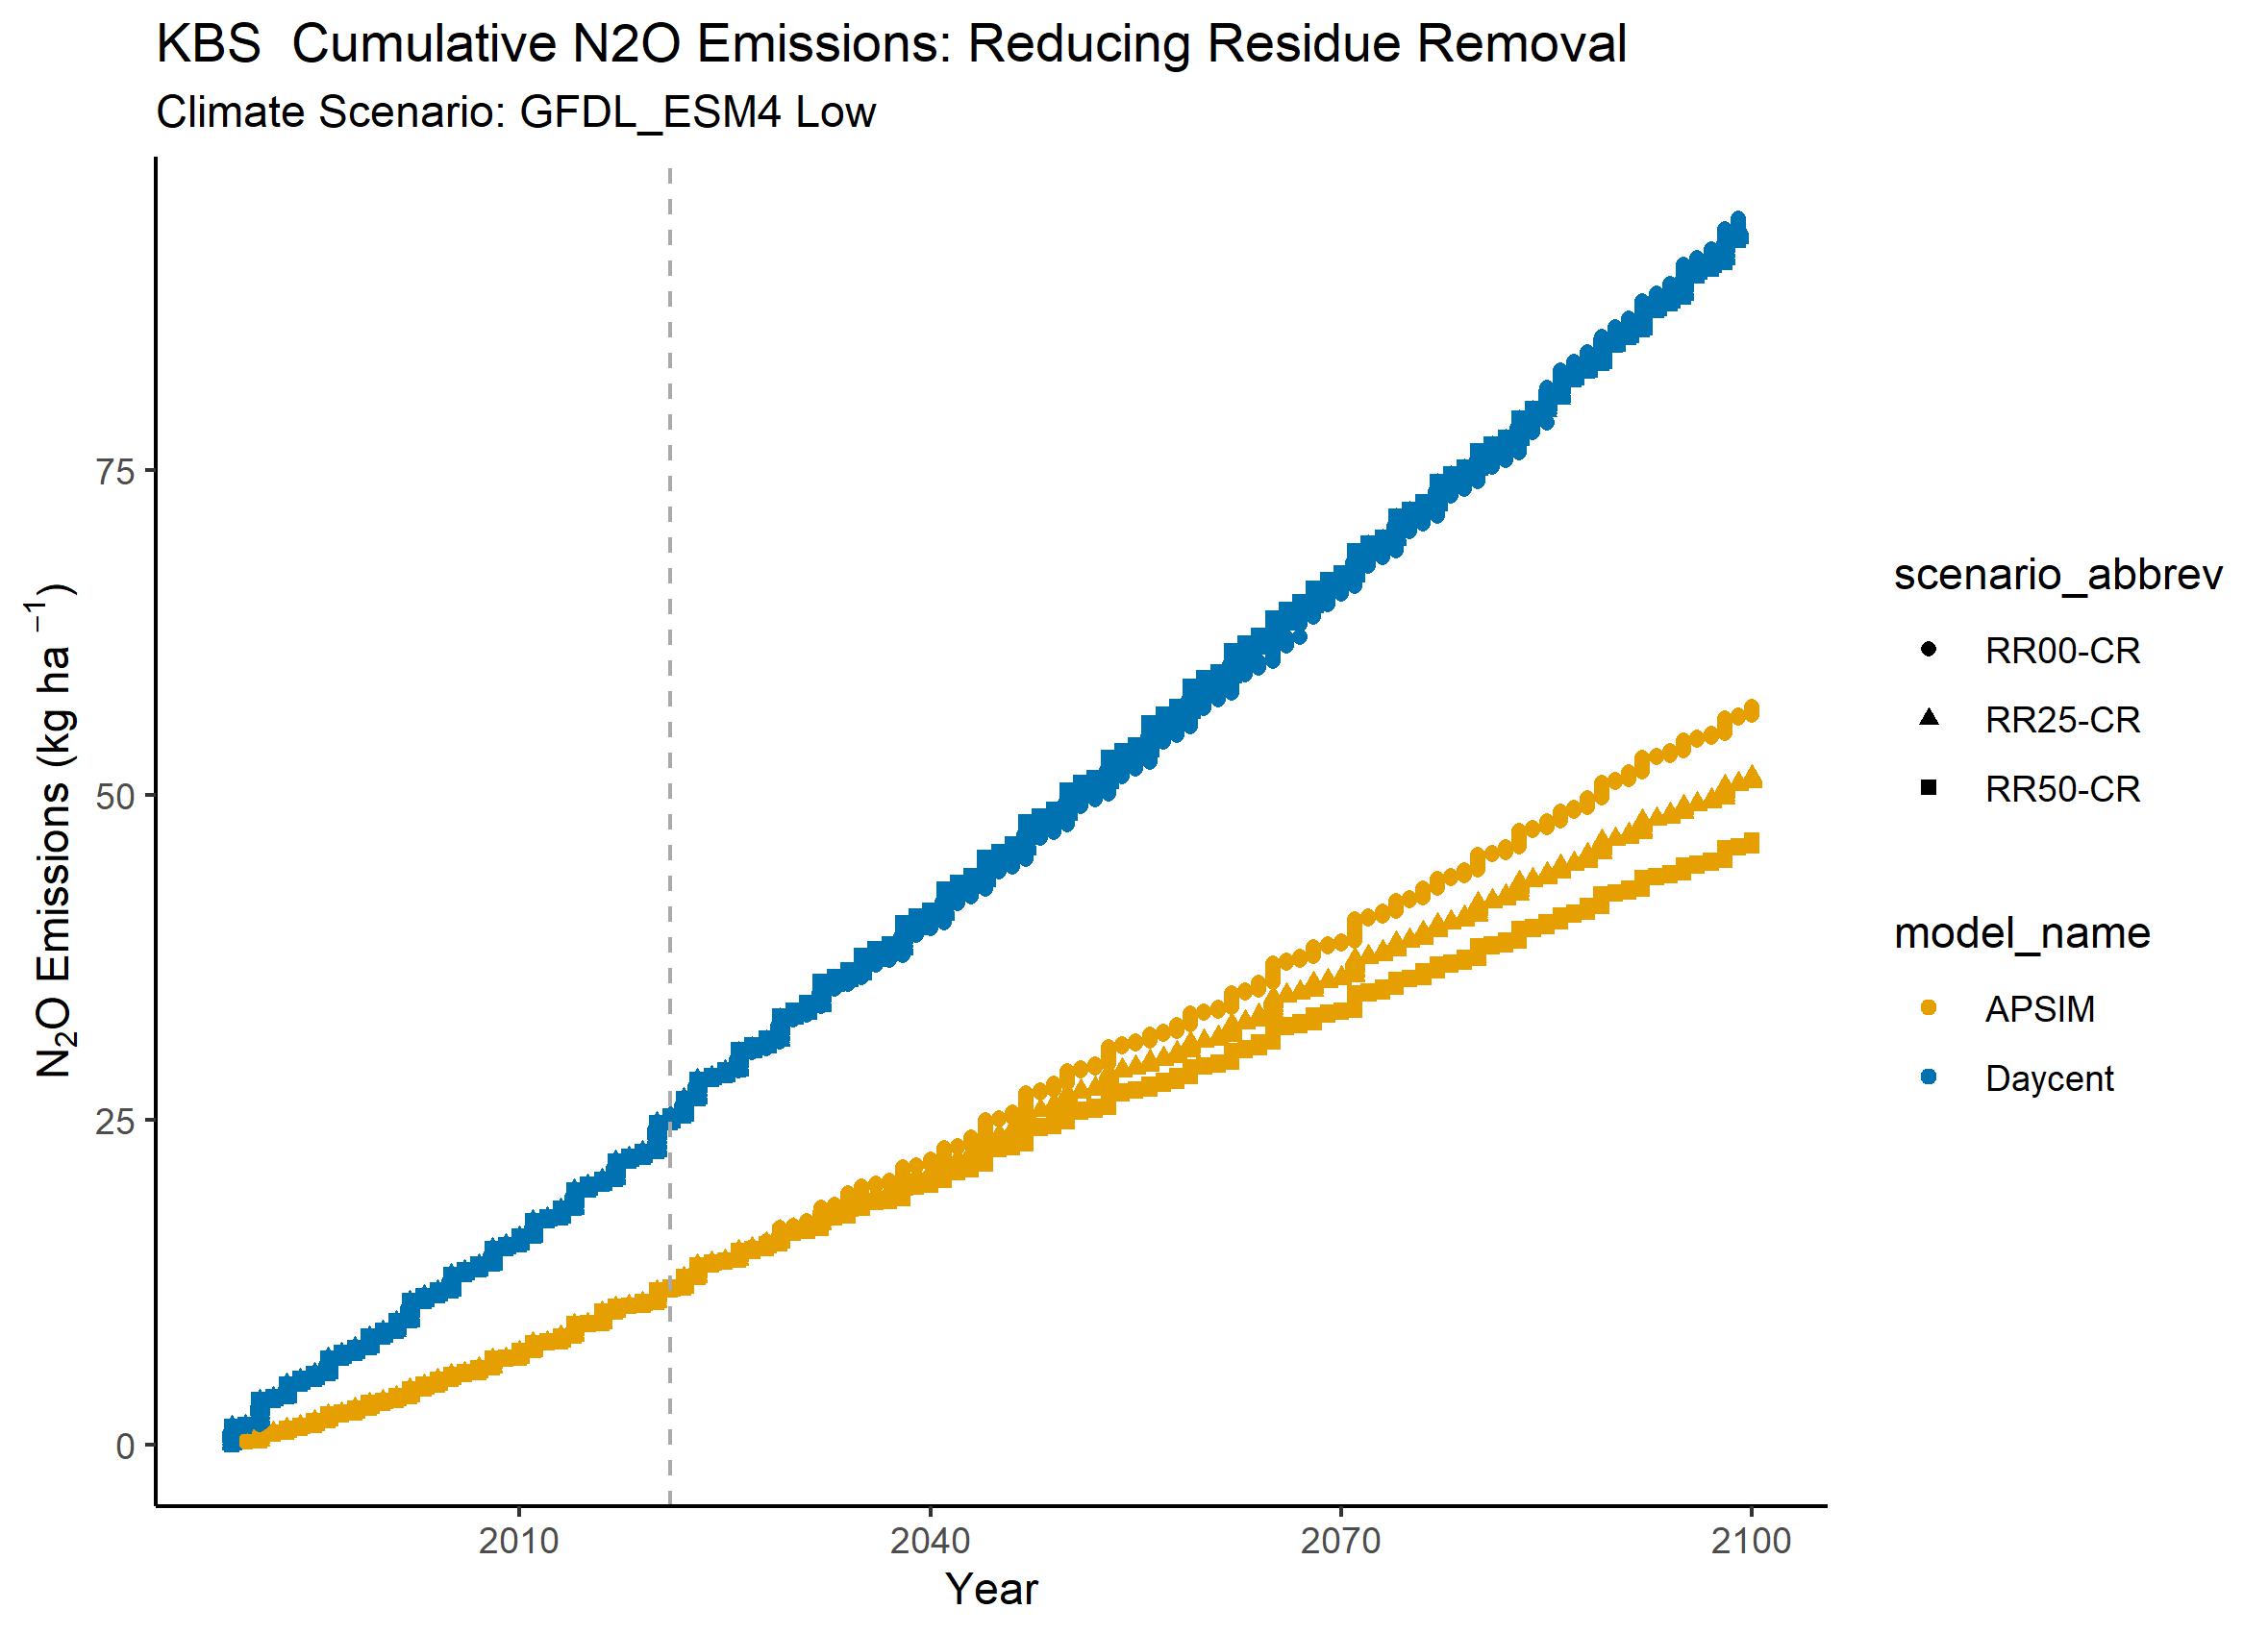 KBS  Cumulative N2O Emissions: Reducing Residue Removal
Climate Scenario: GFDL_ESM4 Low
N₂O Emissions (kg ha ⁻¹)
75
50
25
0
2010
2040
2070
2100
Year
scenario_abbrev
RR00-CR
RR25-CR
RR50-CR
model_name
APSIM
Daycent